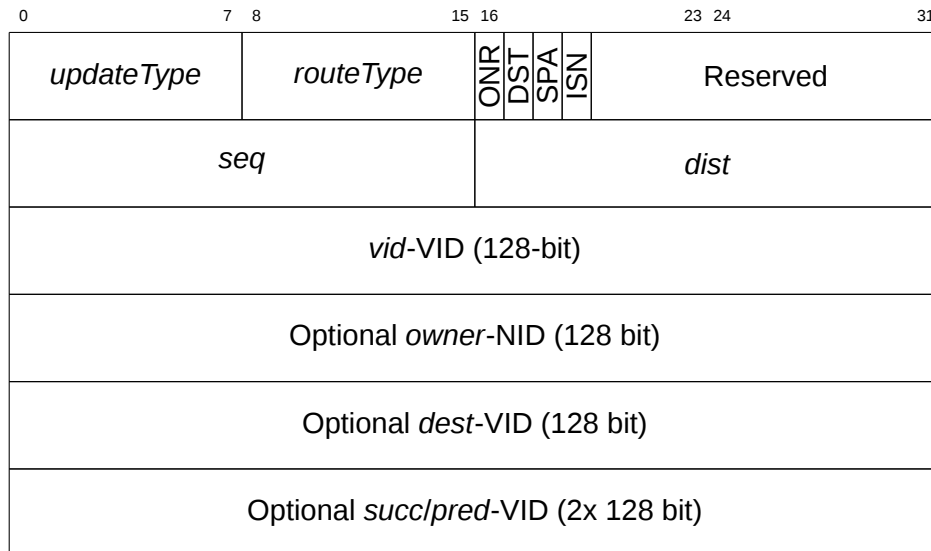 0 7 8 15 16 23 24 31
updateType routeType ONR DST SPA ISN Reserved
seq dist
vid-VID (128-bit)
Optional owner-NID (128 bit)
Optional dest-VID (128 bit)
Optional succ/pred-VID (2x 128 bit)